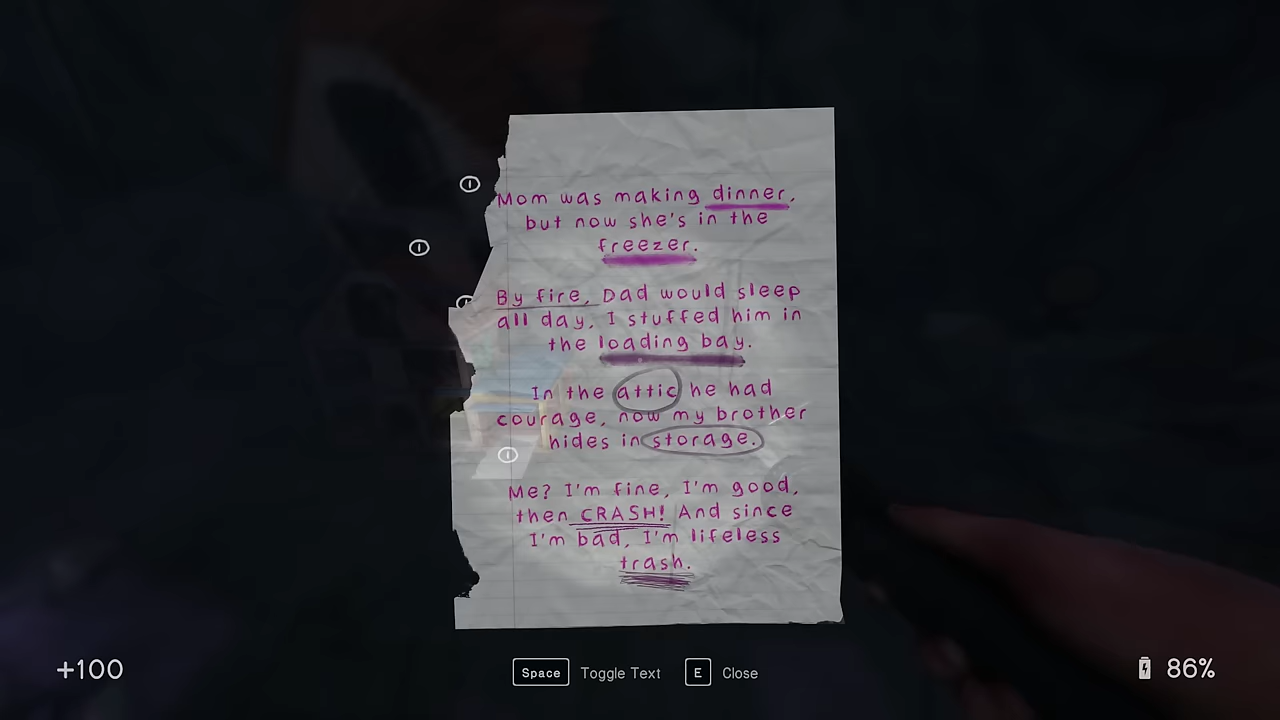 Mom was making dinner,
but now she's in the
freezer.
By fire, Dad would sleep
all day, I stuffed him in
the loading bay.
In the attic he had
courage, now my brother
hides in storage.
Me? I'm fine, I'm good,
then CRASH! And since
I'm bad, I'm lifeless
trash.
+100
Space Toggle Text E Close
86%